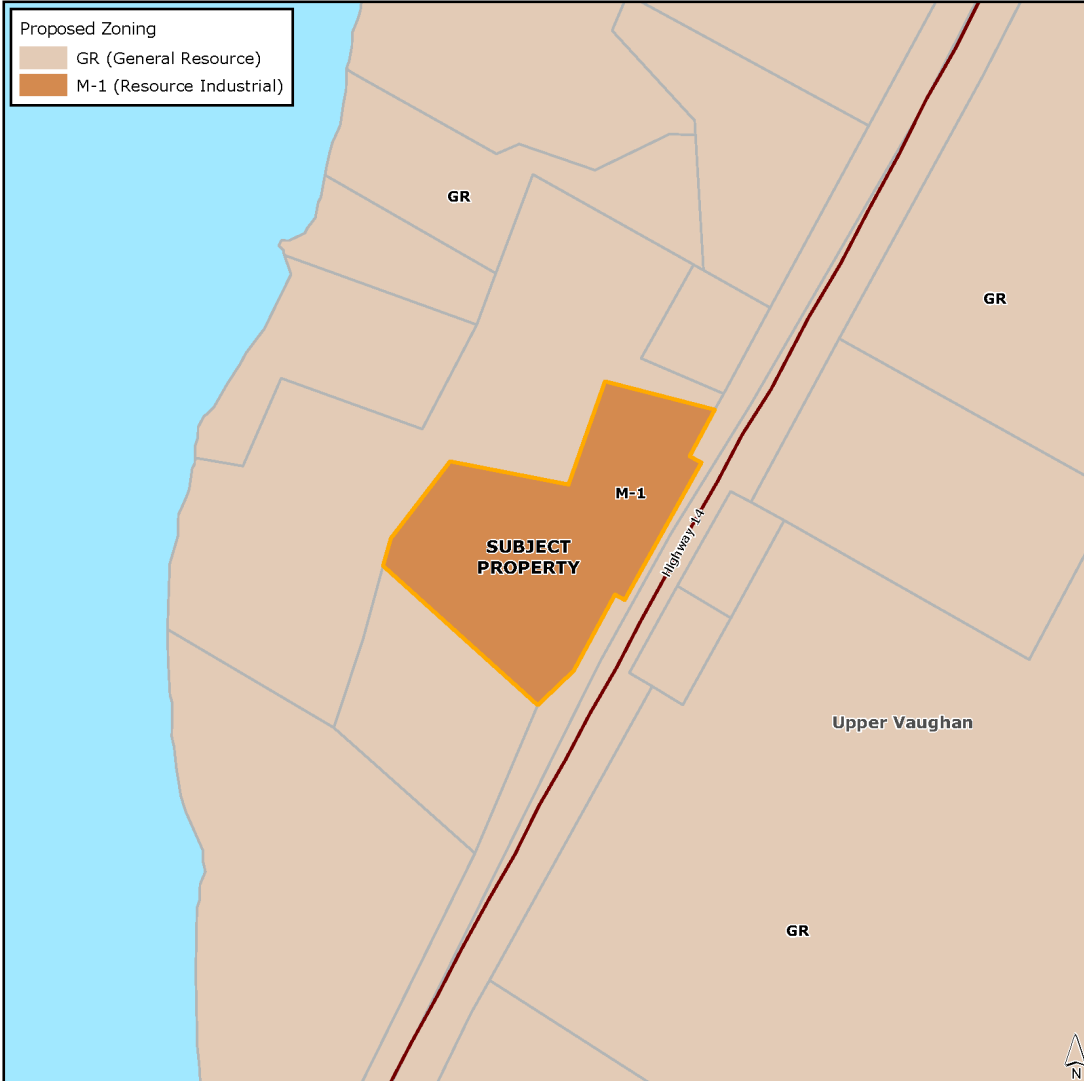 Proposed Zoning
GR (General Resource)
M-1 (Resource Industrial)
GR
GR
M-1
SUBJECT
PROPERTY
Highway 14
Upper Vaughan
GR
N